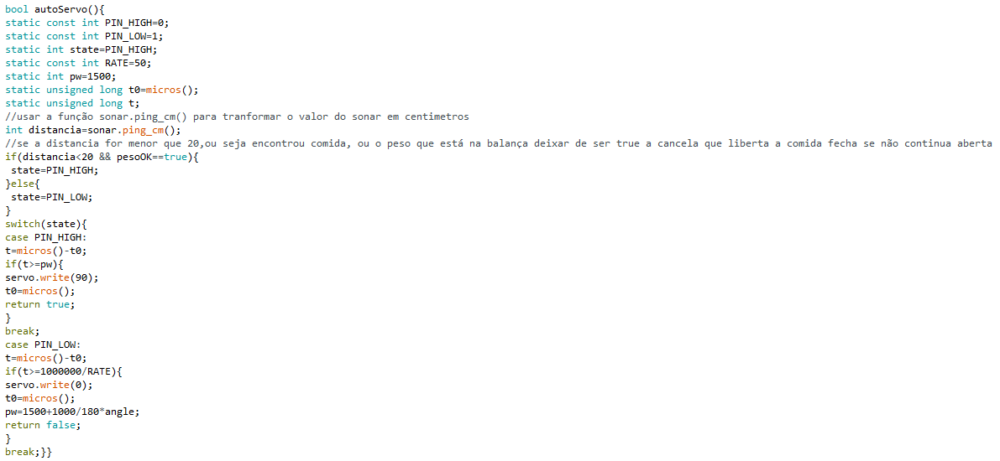 bool autoServo(){
static const int PIN_HIGH=0;
static const int PIN_LOW=1;
static int state=PIN_HIGH;
static const int RATE=50;
static int pw=1500;
static unsigned long t0=micros();
static unsigned long t;
//usar a função sonar.ping_cm() para tranformar o valor do sonar em centimetros
int distancia=sonar.ping_cm();
//se a distancia for menor que 20,ou seja encontrou comida, ou o peso que está na balança deixar de ser true a cancela que liberta a comida fecha se não continua aberta
if(distancia<20 && pesoOK==true){
 state=PIN_HIGH;
}else{
 state=PIN_LOW;
}
switch(state){
case PIN_HIGH:
t=micros()-t0;
if(t>=pw){
servo.write(90);
t0=micros();
return true;
}
break;
case PIN_LOW:
t=micros()-t0;
if(t>=1000000/RATE){
servo.write(0);
t0=micros();
pw=1500+1000/180*angle;
return false;
}
break;}}